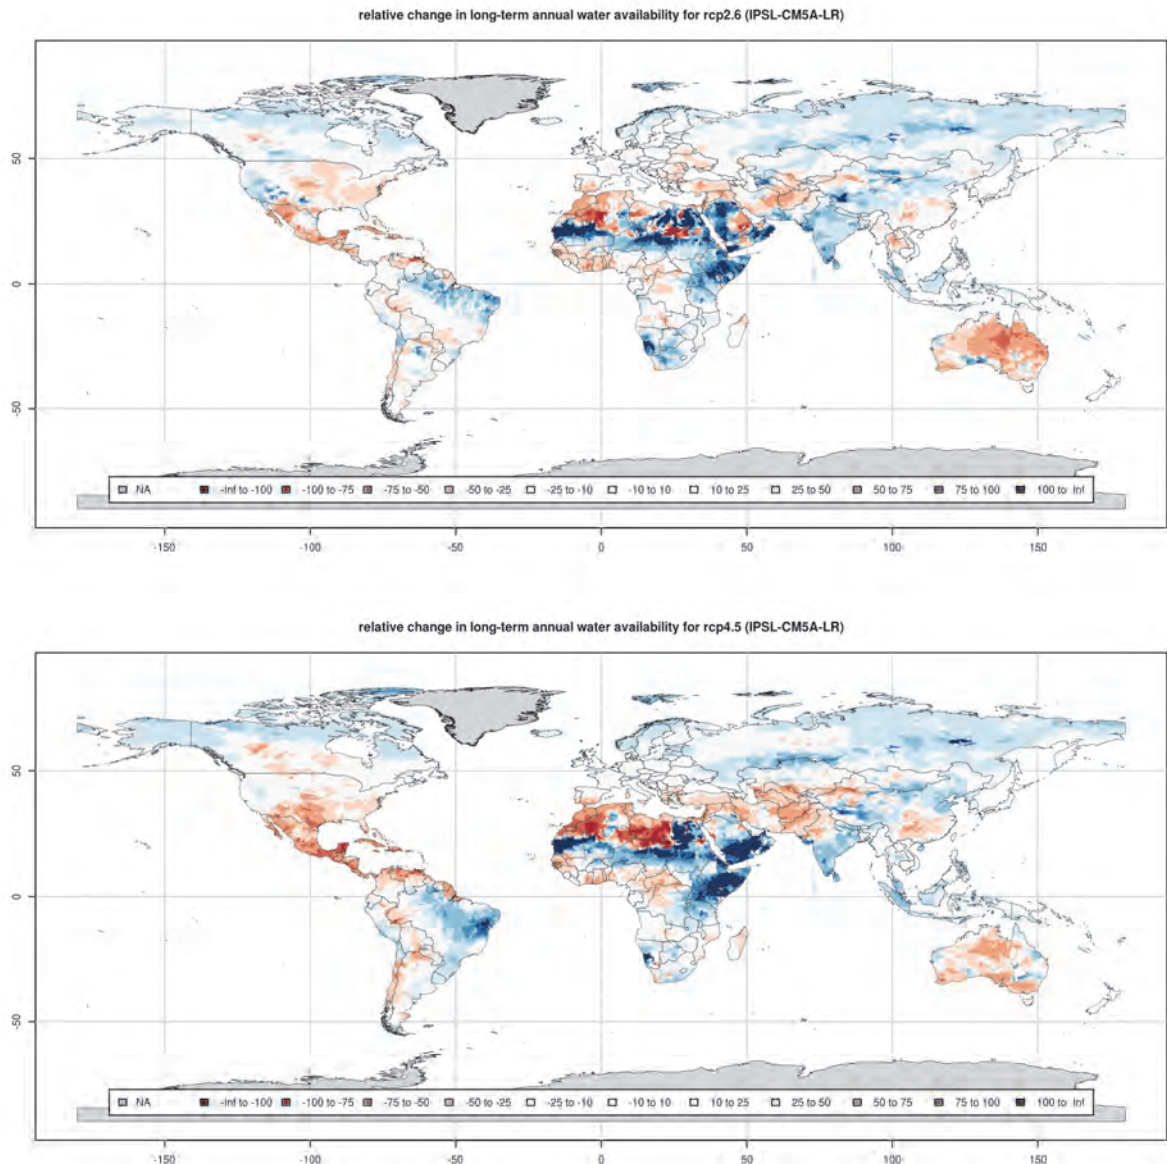 relative change in long-term annual water availability for rcp2.6 (IPSL-CM5A-LR)
50
0
-50
NA -Inf to -100 -100 to -75 -75 to -50 -50 to -25 -25 to -10 -10 to 10 10 to 25 25 to 50 50 to 75 75 to 100 100 to Inf
-150 -100 -50 0 50 100 150
relative change in long-term annual water availability for rcp4.5 (IPSL-CM5A-LR)
50
0
-50
NA -Inf to -100 -100 to -75 -75 to -50 -50 to -25 -25 to -10 -10 to 10 10 to 25 25 to 50 50 to 75 75 to 100 100 to Inf
-150 -100 -50 0 50 100 150